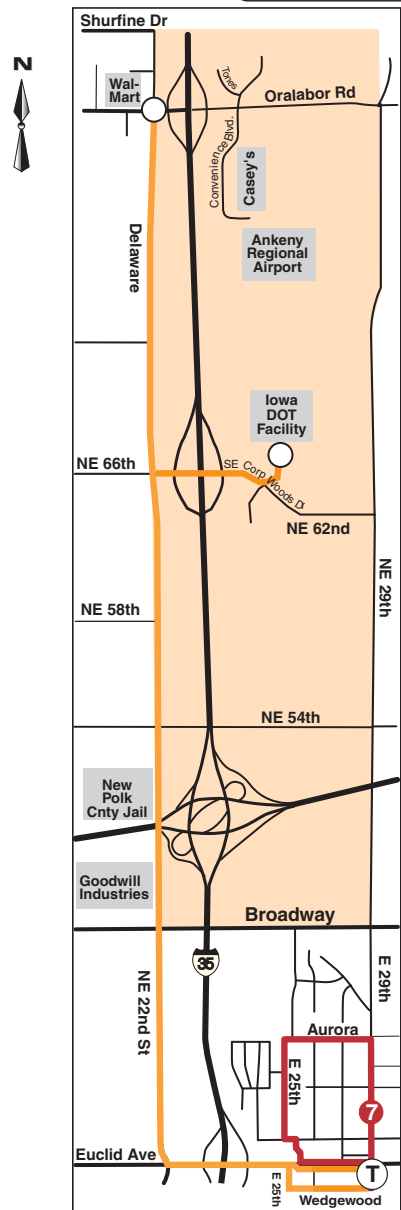 Shurfine Dr
N
Wal-
Mart
Tones
Oralabor Rd
Convenience Blvd.
Casey's
Delaware
Ankeny
Regional
Airport
Iowa
DOT
Facility
NE 66th
SE Corp Woods Dr
NE 62nd
NE 29th
NE 58th
NE 54th
New
Polk
Cnty Jail
Goodwill
Industries
Broadway
35
NE 22nd St
E 29th
Aurora
E 25th
7
Euclid Ave
T
E 25th
Wedgewood